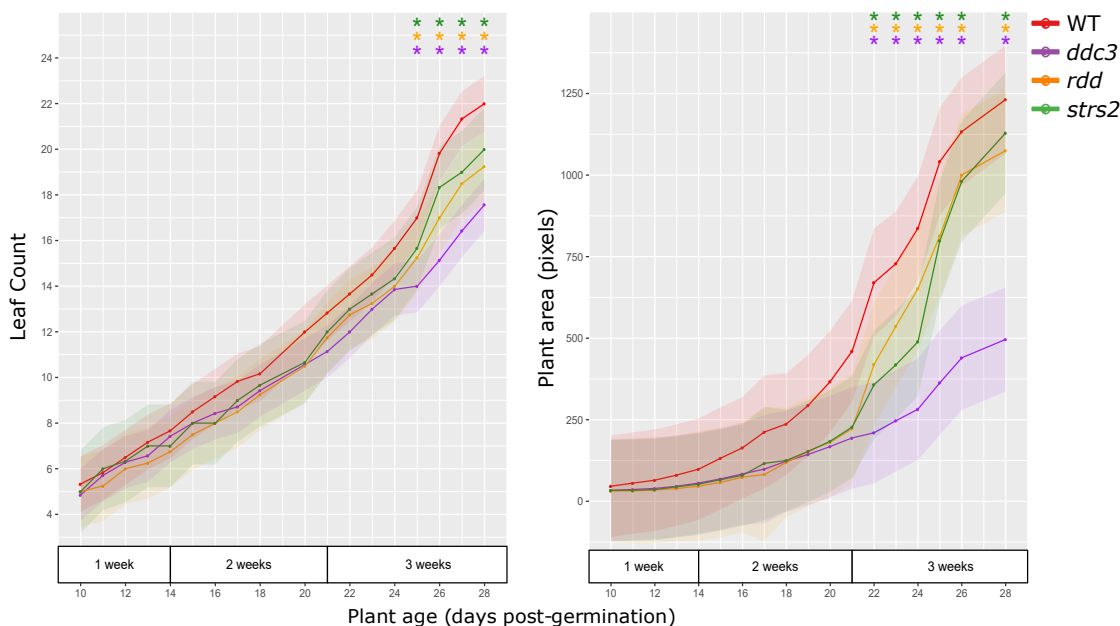 * * * *
* * * *
* * * *
24
22
20
18
16
14
12
10
8
6
4
Leaf Count
1 week 2 weeks 3 weeks
10 12 14 16 18 20 22 24 26 28
* * * * * *
* * * * * *
* * * * * *
1250
1000
750
500
250
0
Plant area (pixels)
1 week 2 weeks 3 weeks
10 12 14 16 18 20 22 24 26 28
Plant age (days post-germination)
WT
ddc3
rdd
strs2